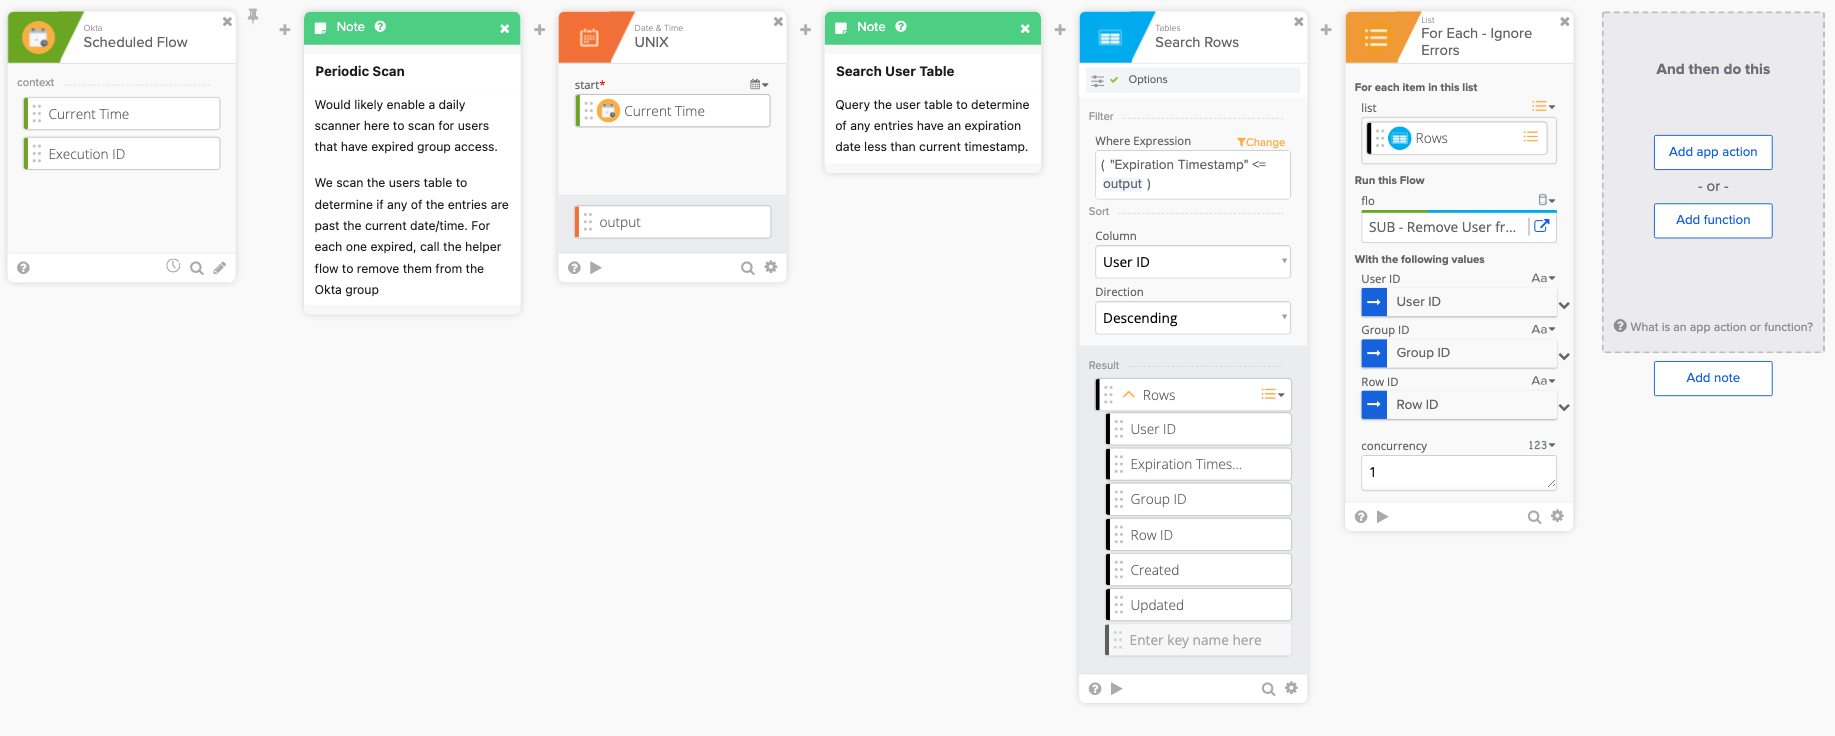 Okta
Scheduled Flow
context
Current Time
Execution ID
Note
Periodic Scan
Would likely enable a daily
scanner here to scan for users
that have expired group access.
We scan the users table to
determine if any of the entries are
past the current date/time. For
each one expired, call the helper
flow to remove them from the
Okta group
Date & Time
UNIX
start*
Current Time
output
Note
Search User Table
Query the user table to determine
of any entries have an expiration
date less than current timestamp.
Tables
Search Rows
Options
Filter
Where Expression
Change
( "Expiration Timestamp" <=
output )
Sort
Column
User ID
Direction
Descending
Result
Rows
User ID
Expiration Times...
Group ID
Row ID
Created
Updated
Enter key name here
List
For Each - Ignore
Errors
For each item in this list
list
Rows
Run this Flow
flo
SUB - Remove User fr...
With the following values
User ID
Aa
User ID
Group ID
Aa
Group ID
Row ID
Aa
Row ID
concurrency
123
1
And then do this
Add app action
- or -
Add function
What is an app action or function?
Add note